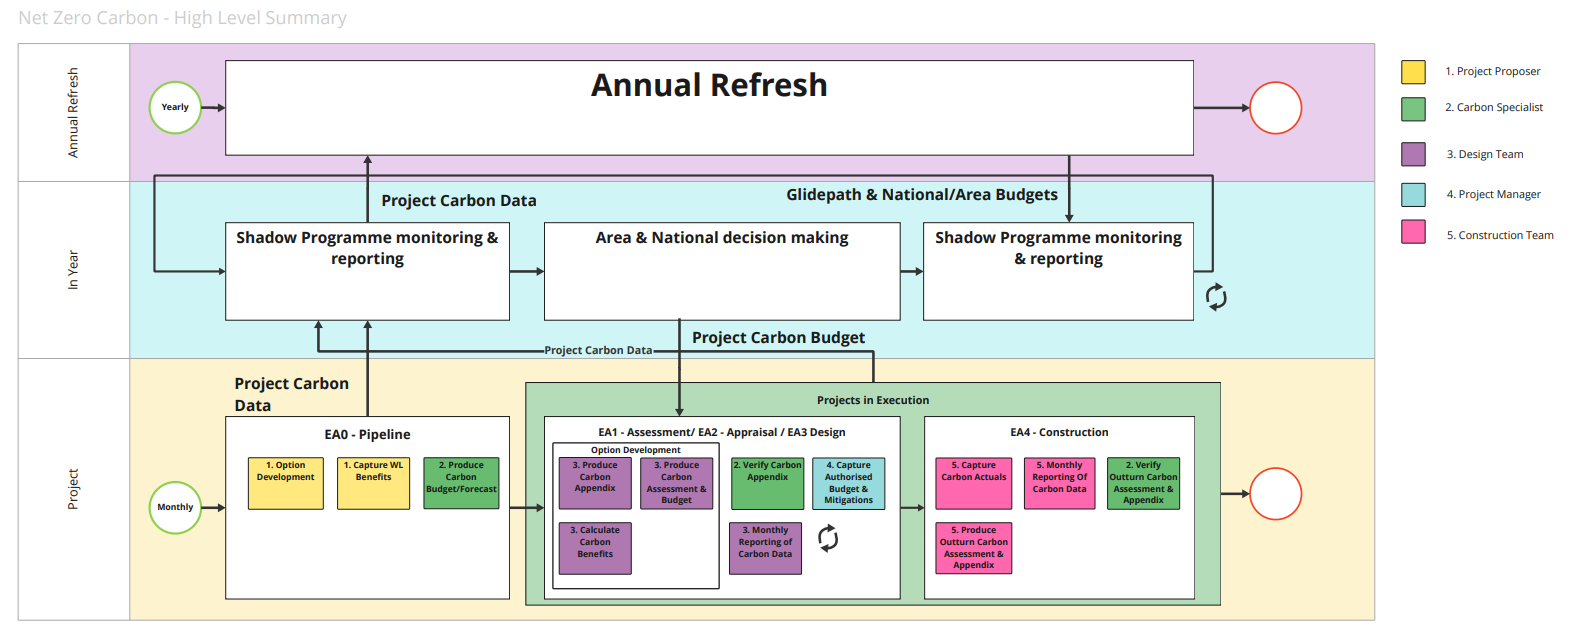 Net Zero Carbon - High Level Summary
Annual Refresh
Yearly
Annual Refresh
1. Project Proposer
2. Carbon Specialist
3. Design Team
4. Project Manager
5. Construction Team
In Year
Project Carbon Data
Glidepath & National/Area Budgets
Shadow Programme monitoring &
reporting
Area & National decision making
Shadow Programme monitoring
& reporting
Project Carbon Budget
Project Carbon Data
Project
Monthly
Project Carbon
Data
EA0 - Pipeline
1. Option
Development
1. Capture WL
Benefits
2. Produce
Carbon
Budget/Forecast
Projects in Execution
EA1 - Assessment/ EA2 - Appraisal / EA3 Design
Option Development
3. Produce
Carbon
Appendix
3. Produce
Carbon
Assessment &
Budget
3. Calculate
Carbon
Benefits
2. Verify Carbon
Appendix
4. Capture
Authorised
Budget &
Mitigations
3. Monthly
Reporting of
Carbon Data
EA4 - Construction
5. Capture
Carbon Actuals
5. Monthly
Reporting Of
Carbon Data
2. Verify
Outturn Carbon
Assessment &
Appendix
5. Produce
Outturn Carbon
Assessment &
Appendix